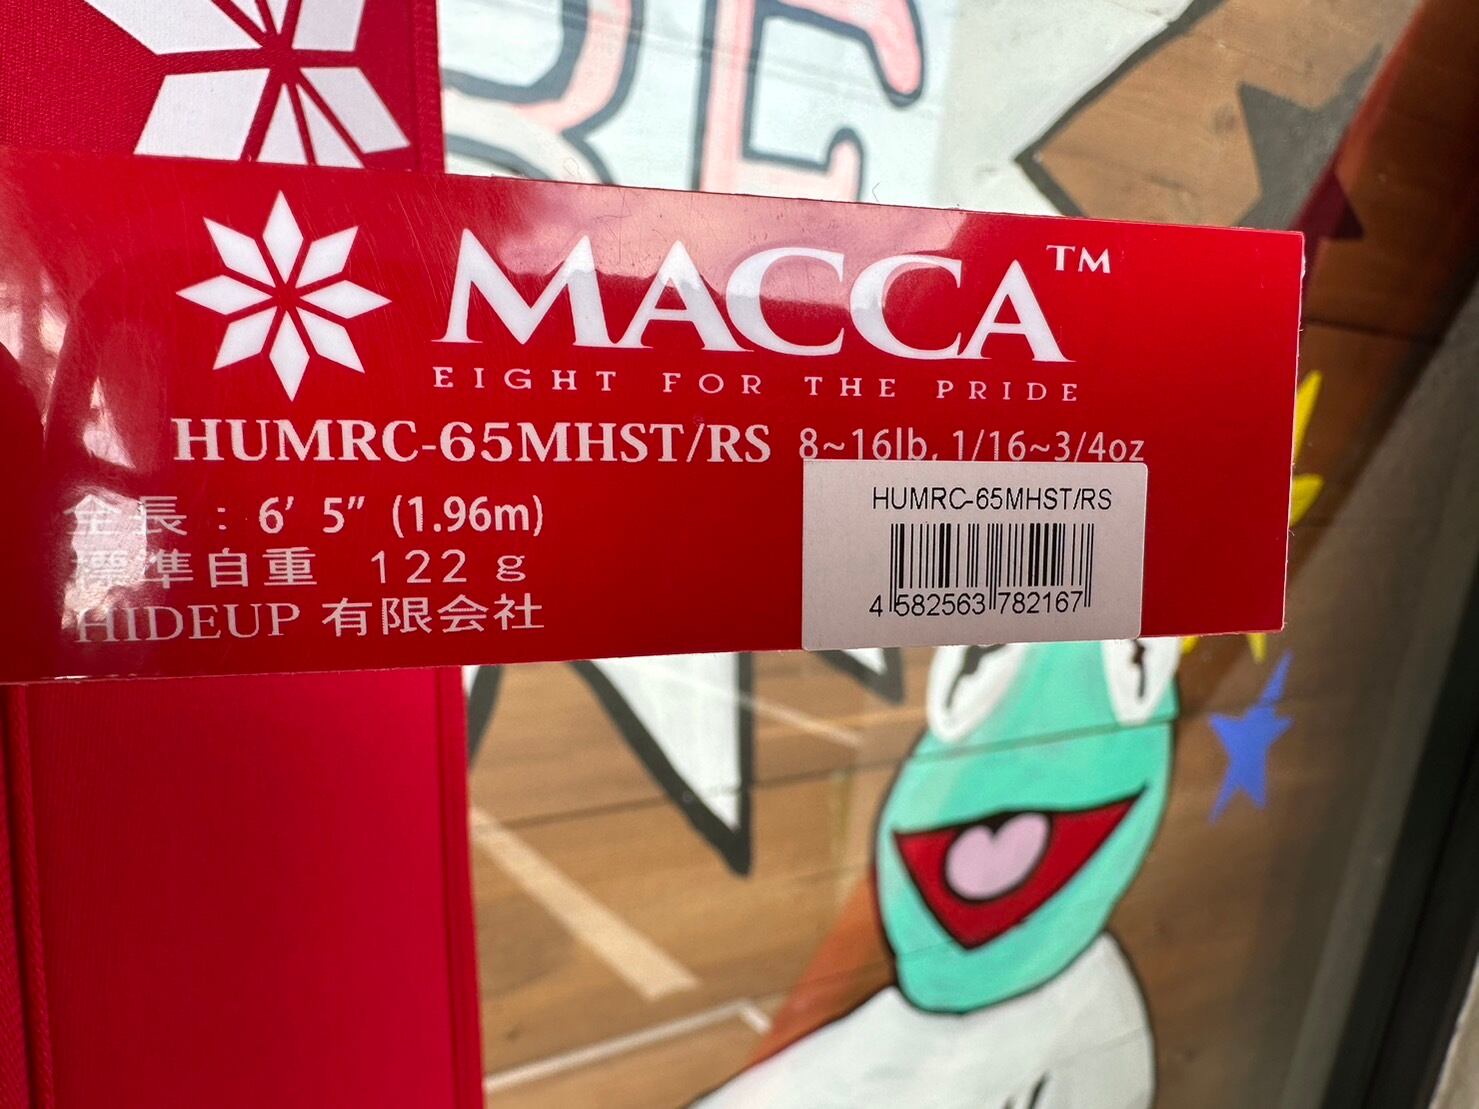 RE
MACCA™
EIGHT FOR THE PRIDE
HUMRC-65MHST/RS 8~16lb, 1/16~3/4oz
全長 : 6' 5" (1.96m)
標準自重 122 g
HIDEUP 有限会社
HUMRC-65MHST/RS
4 582563 782167